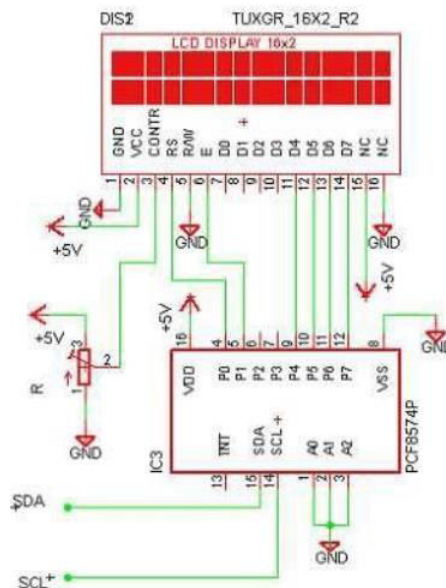 DIS2 TUXGR_16X2_R2
LCD DISPLAY 16x2
GND VCC CONTR RS R/W E D0 D1 D2 D3 D4 D5 D6 D7 NC NC
1 2 3 4 5 6 7 8 9 10 11 12 13 14 15 16
GND
+5V
GND
GND
+5V
+5V
+5V
R
3
2
1
GND
16 4 5 6 7 9 10 11 12 8
VDD P0 P1 P2 P3 P4 P5 P6 P7 VSS
GND
IC3
PCF8574P
INT SDA SCL+ A0 A1 A2
13 15 14 1 2 3
GND
SDA
SCL+